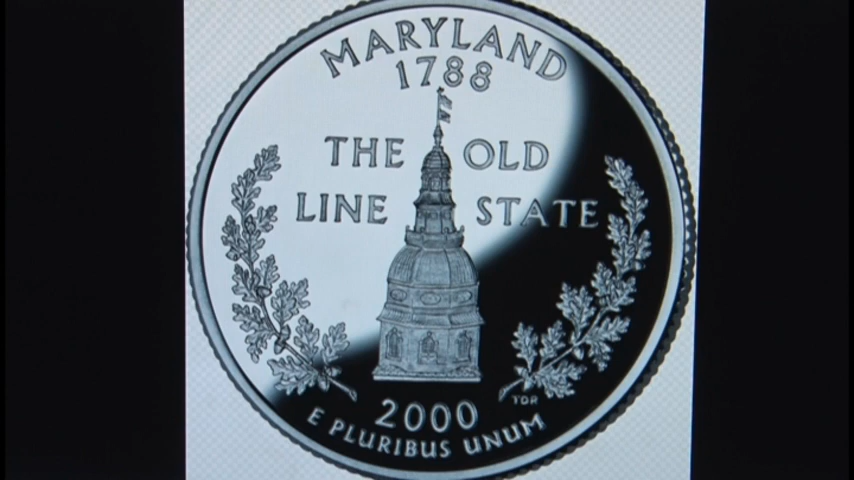 MARYLAND
1788
THE OLD
LINE STATE
TDR
2000
E PLURIBUS UNUM